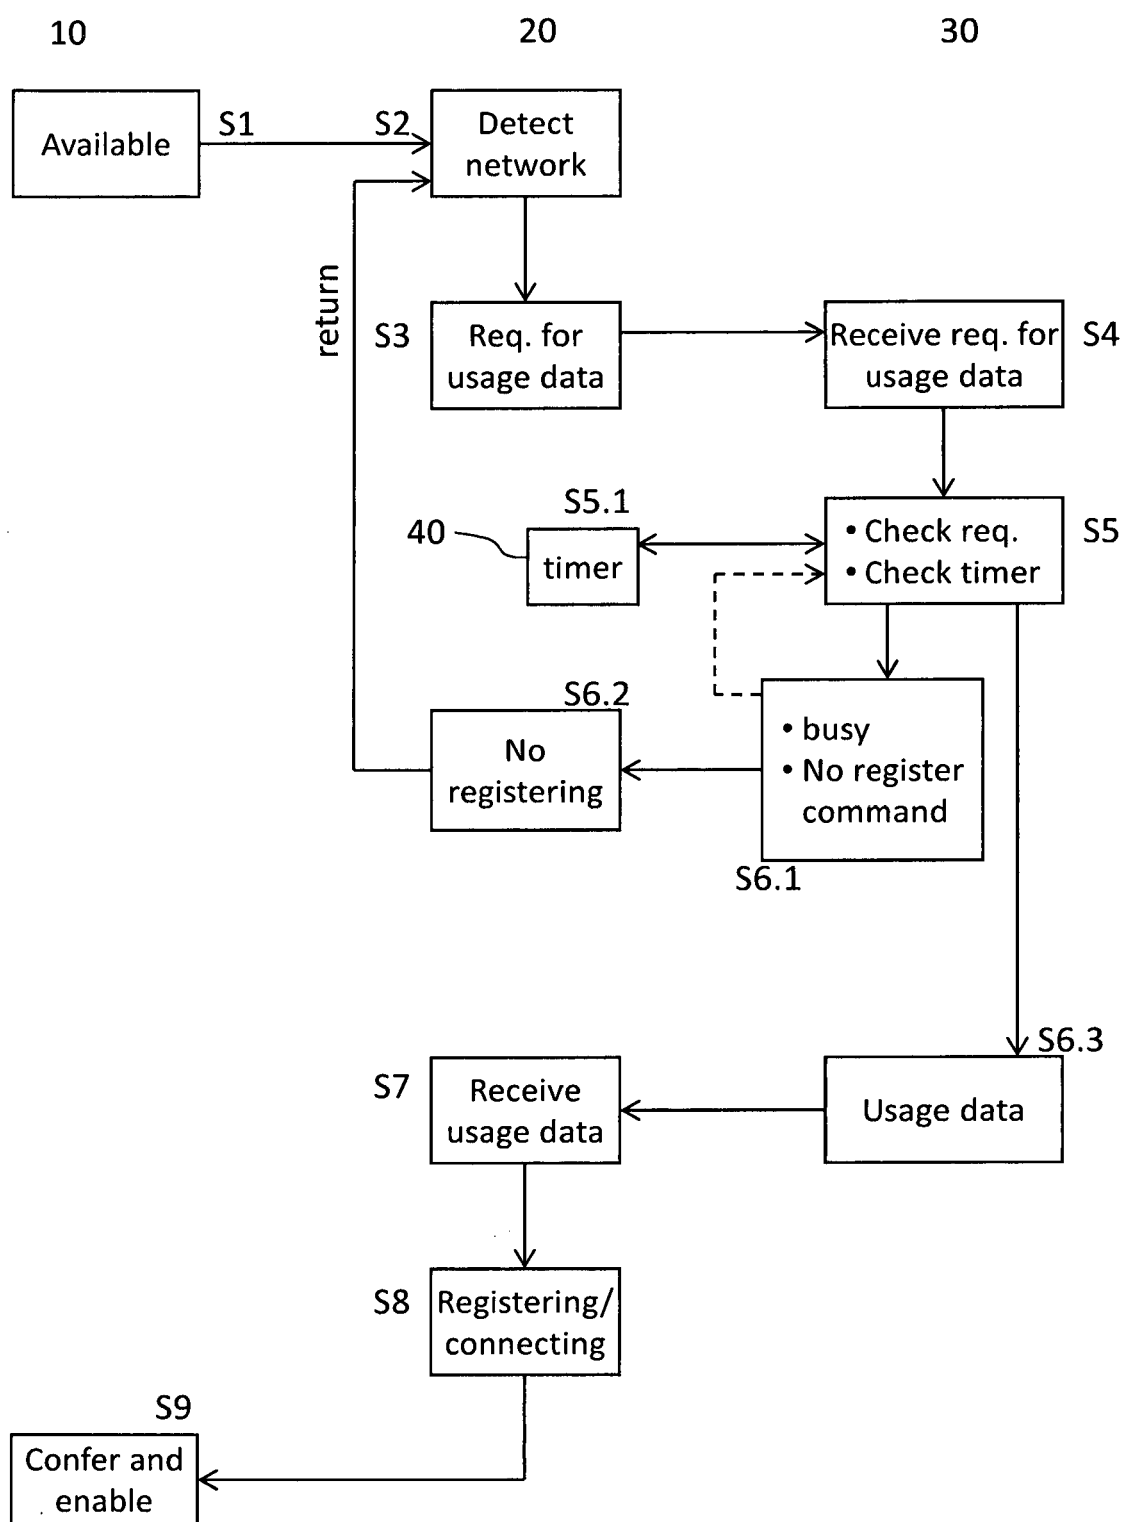 10
20
30
Available
S1
S2
Detect
network
return
S3
Req. for
usage data
Receive req. for
usage data
S4
S5.1
40
timer
• Check req.
• Check timer
S5
S6.2
No
registering
• busy
• No register
command
S6.1
S6.3
S7
Receive
usage data
Usage data
S8
Registering/
connecting
S9
Confer and
enable